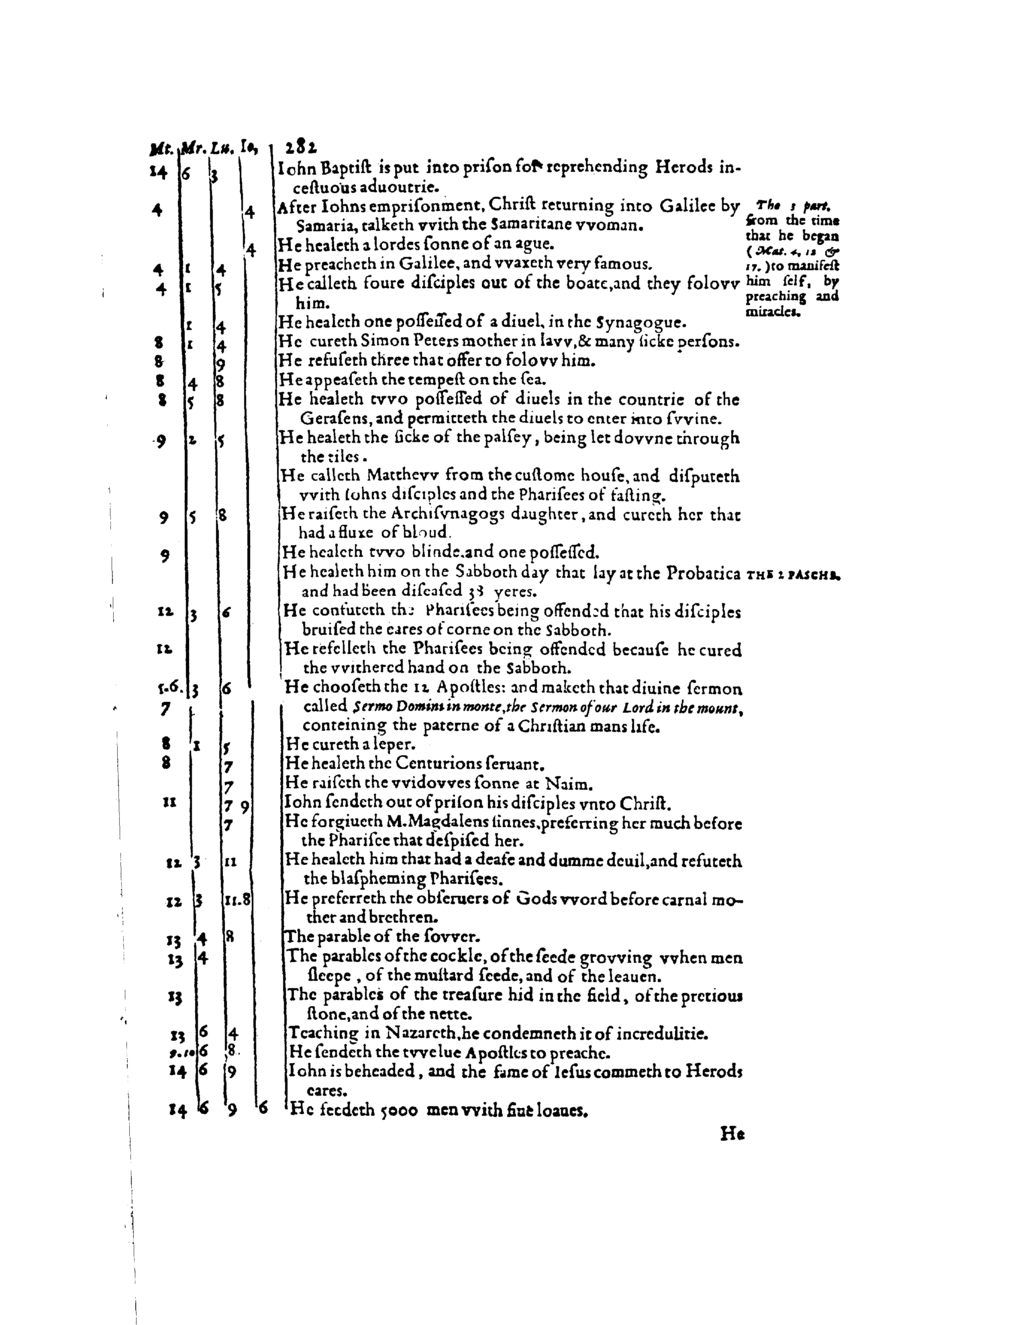 Mt. Mr. Lu. Io, 282
14 6 3 Iohn Baptiſt is put into priſon for reprehending Herods in-
ceſtuous aduoutrie.
4 4 After Iohns empriſonment, Chriſt returning into Galilee by
Samaria, talketh vvith the Samaritane vvoman.
4 He healeth a lordes ſonne of an ague.
4 1 4 He preacheth in Galilee, and vvaxeth very famous.
4 1 5 He calleth foure diſciples out of the boate,and they folovv
him.
The 3 part,
from the time
that he began
(Mat. 4, 12 &
17. )to manifeſt
him ſelf, by
preaching and
miracles.
1 4 He healeth one poſſeſſed of a diuel, in the Synagogue.
8 1 4 He cureth Simon Peters mother in lavv,& many ſicke perſons.
8 9 He refuſeth three that offer to folovv him.
8 4 8 He appeaſeth the tempeſt on the ſea.
8 5 8 He healeth tvvo poſſeſſed of diuels in the countrie of the
Geraſens, and permitteth the diuels to enter into ſvvine.
9 2 5 He healeth the ſicke of the palſey, being let dovvne through
the tiles.
He calleth Matthevv from the cuſtome houſe, and diſputeth
vvith Iohns diſciples and the Phariſees of faſting.
9 5 8 He raiſeth the Archiſynagogs daughter, and cureth her that
had a fluxe of bloud.
9 He healeth tvvo blinde,and one poſſeſſed.
He healeth him on the Sabboth day that lay at the Probatica THE 2 PASCHE.
and had been diſeaſed 38 yeres.
12 3 6 He confuteth the Phariſees being offended that his diſciples
bruiſed the eares of corne on the Sabboth.
12 He refelleth the Phariſees being offended becauſe he cured
the vvithered hand on the Sabboth.
5.6. 3 6 He chooſeth the 12 Apoſtles: and maketh that diuine ſermon
7 called Sermo Domini in monte,the Sermon of our Lord in the mount,
conteining the paterne of a Chriſtian mans life.
8 1 5 He cureth a leper.
8 7 He healeth the Centurions ſeruant.
7 He raiſeth the vvidovves ſonne at Naim.
11 7 9 Iohn ſendeth out of priſon his diſciples vnto Chriſt.
7 He forgiueth M.Magdalens ſinnes,preferring her much before
the Phariſee that deſpiſed her.
12 3 11 He healeth him that had a deafe and dumme deuil,and refuteth
the blaſpheming Phariſees.
12 3 11.8 He preferreth the obſeruers of Gods vvord before carnal mo-
ther and brethren.
13 4 8 The parable of the ſovver.
13 4 The parables of the cockle, of the ſeede grovving vvhen men
ſleepe, of the muſtard ſeede, and of the leauen.
13 The parables of the treaſure hid in the field, of the pretious
ſtone,and of the nette.
13 6 4 Teaching in Nazareth,he condemneth it of incredulitie.
9.10 6 8. He ſendeth the tvvelue Apoſtles to preache.
14 6 9 Iohn is beheaded, and the fame of Ieſus commeth to Herods
eares.
14 6 9 6 He feedeth 5000 men vvith fiue loaues.
He